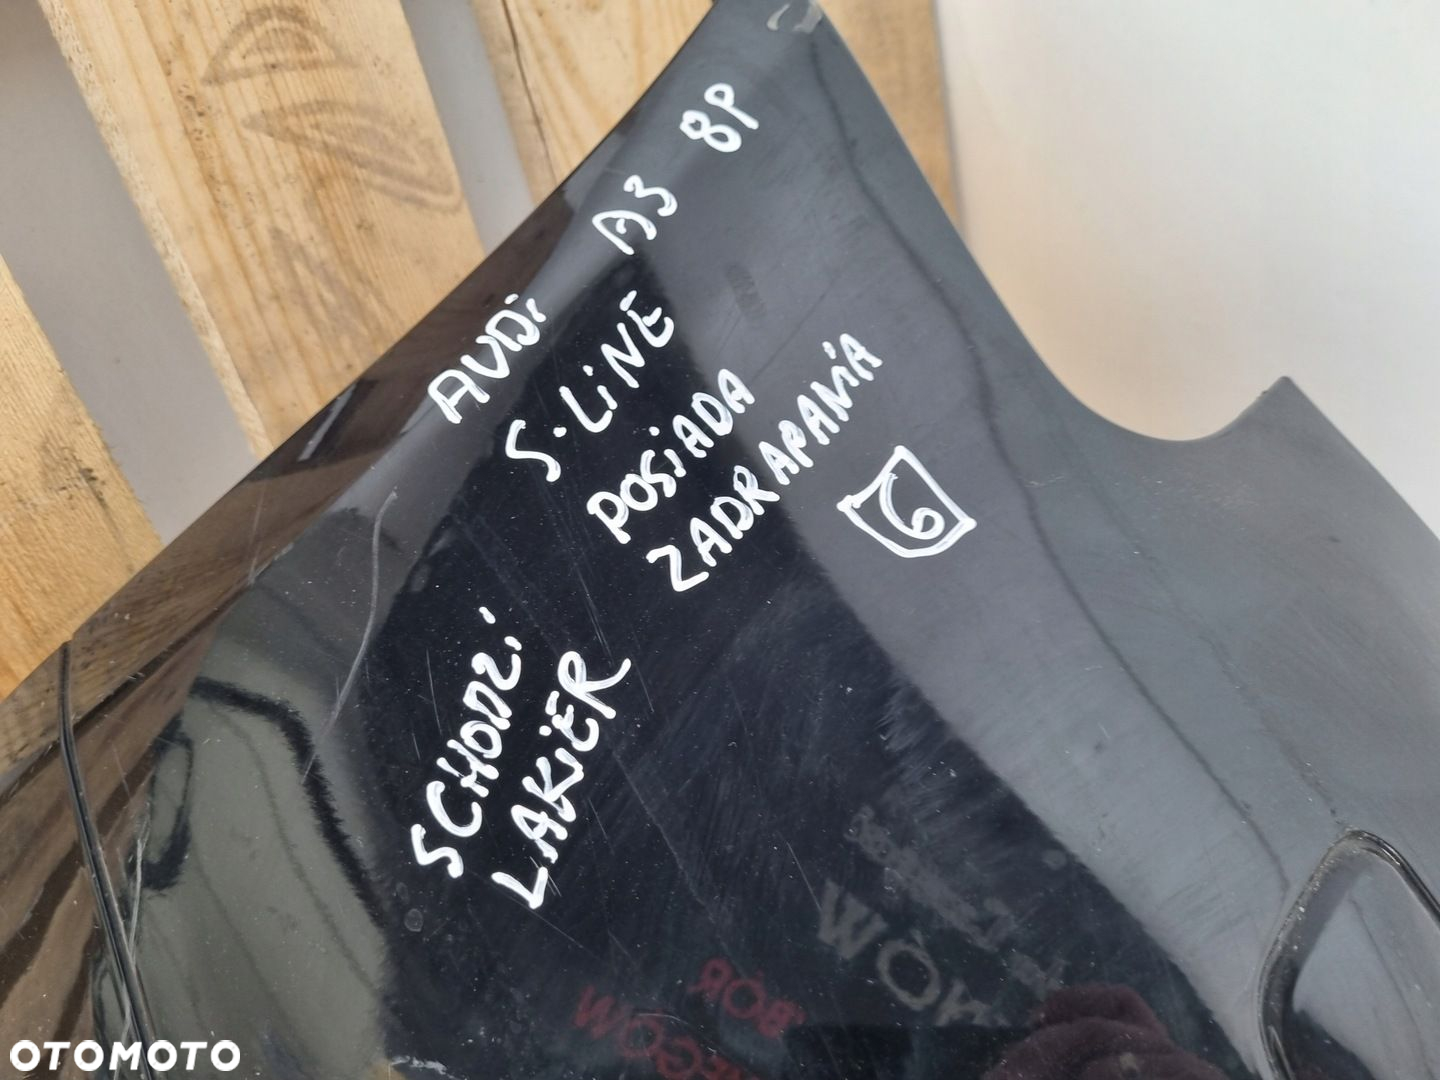 AUDi A3 8P
S-LiNE
POSiADA
ZADRAPANiA
6
SCHODZi
LAKiER
OTOMOTO